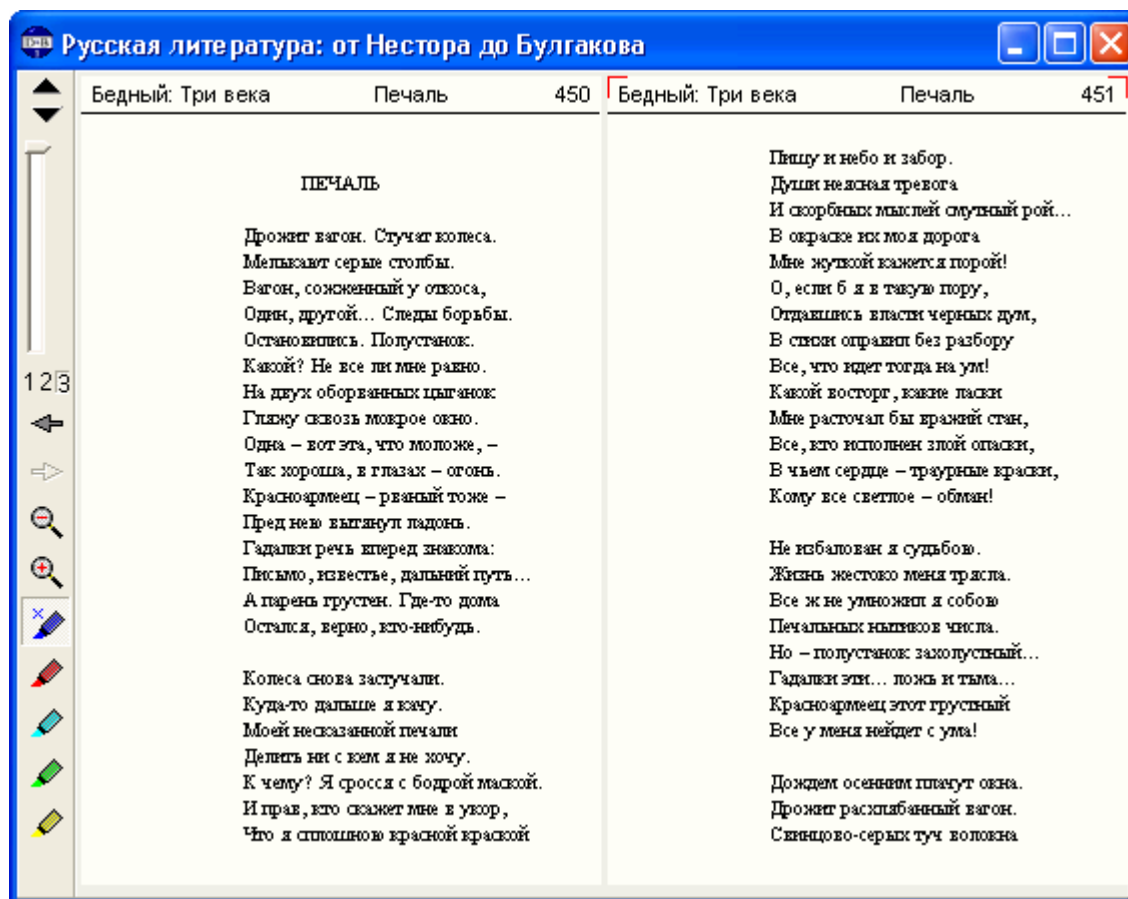 Русская литература: от Нестора до Булгакова
Бедный: Три века Печаль 450
ПЕЧАЛЬ
Дрожит вагон. Стучат колеса.
Мелькают серые столбы.
Вагон, сожженный у откоса,
Один, другой... Следы борьбы.
Остановились. Полустанок.
Какой? Не все ли мне равно.
На двух оборванных цыганок
Гляжу сквозь мокрое окно.
Одна – вот эта, что моложе, –
Так хороша, в глазах – огонь.
Красноармеец – рваный тоже –
Пред нею вытянул ладонь.
Гадалки речь вперед знакома:
Письмо, известье, дальний путь...
А парень грустен. Где-то дома
Остался, верно, кто-нибудь.
Колеса снова застучали.
Куда-то дальше я качу.
Моей несказанной печали
Делить ни с кем я не хочу.
К чему? Я сросся с бодрой маской.
И прав, кто скажет мне в укор,
Что я сплошною красной краской
Бедный: Три века Печаль 451
Пишу и небо и забор.
Души неясная тревога
И скорбных мыслей смутный рой...
В окраске их моя дорога
Мне жуткой кажется порой!
О, если б я в такую пору,
Отдавшись власти черных дум,
В стихи оправил без разбору
Все, что идет тогда на ум!
Какой восторг, какие ласки
Мне расточал бы вражий стан,
Все, кто исполнен злой опаски,
В чьем сердце – траурные краски,
Кому все светлое – обман!
Не избалован я судьбою.
Жизнь жестоко меня трясла.
Все ж не умножил я собою
Печальных нытиков числа.
Но – полустанок захолустный...
Гадалки эти... ложь и тьма...
Красноармеец этот грустный
Все у меня нейдет с ума!
Дождем осенним плачут окна.
Дрожит расхлябанный вагон.
Свинцово-серых туч волокна
1 2 3